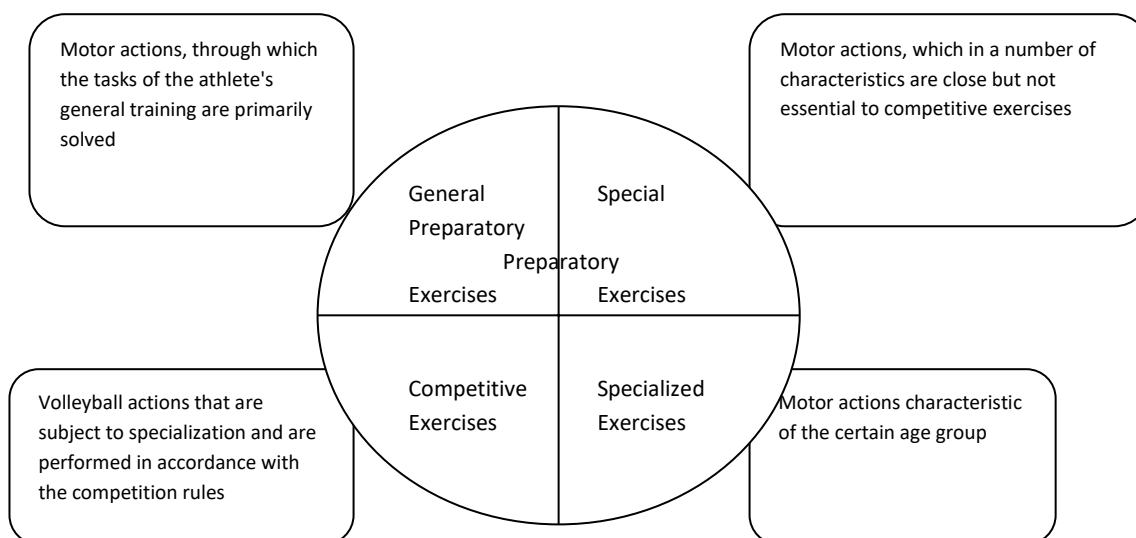 Motor actions, through which
the tasks of the athlete's
general training are primarily
solved
Motor actions, which in a number of
characteristics are close but not
essential to competitive exercises
General
Preparatory
Exercises
Special
Preparatory
Exercises
Competitive
Exercises
Specialized
Exercises
Volleyball actions that are
subject to specialization and are
performed in accordance with
the competition rules
Motor actions characteristic
of the certain age group